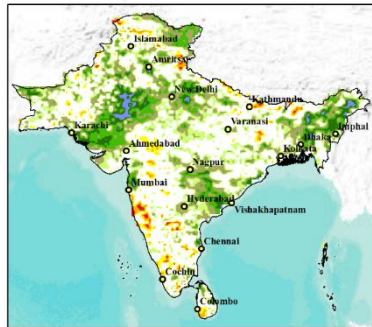 Islamabad
Amritsar
New Delhi
Kathmandu
Varanasi
Imphal
Dhaka
Karachi
Ahmedabad
Kolkata
Nagpur
Mumbai
Hyderabad
Vishakhapatnam
Chennai
Cochin
Colombo